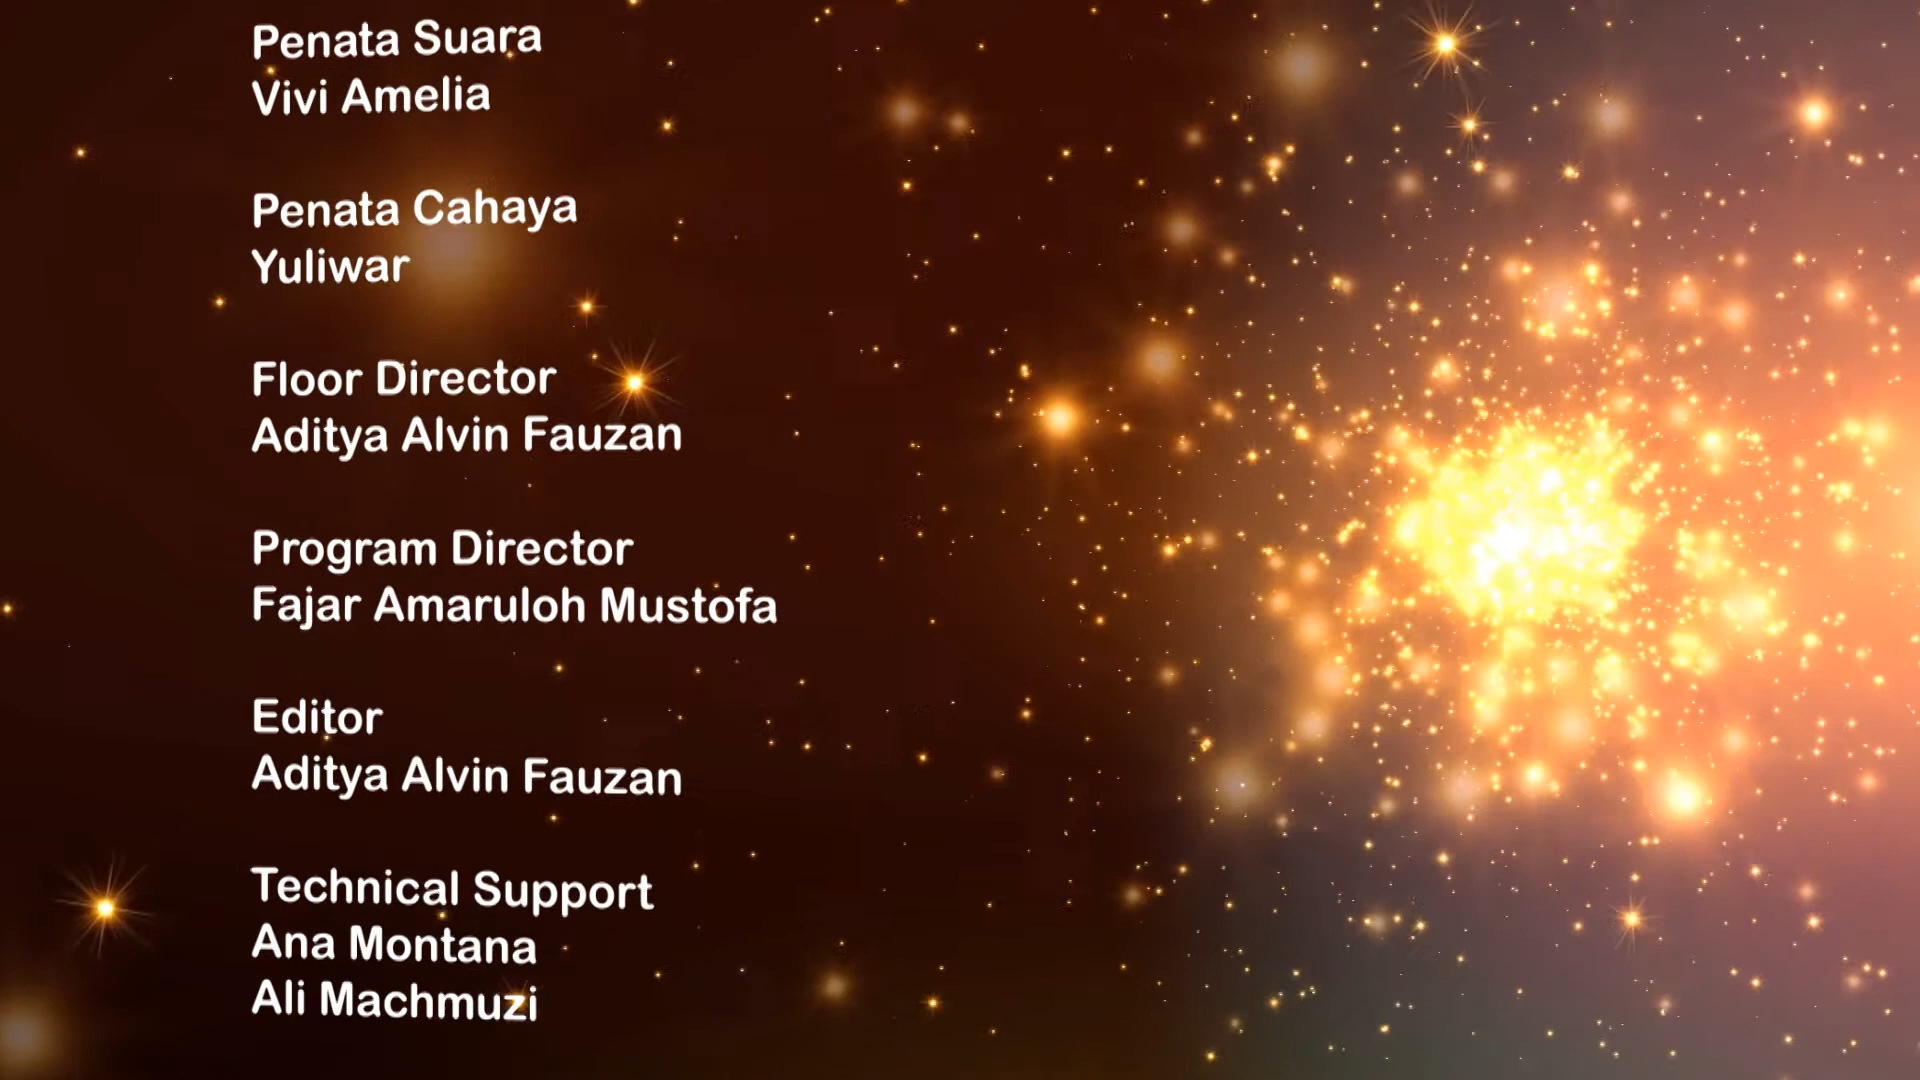 Penata Suara
Vivi Amelia
Penata Cahaya
Yuliwar
Floor Director
Aditya Alvin Fauzan
Program Director
Fajar Amaruloh Mustofa
Editor
Aditya Alvin Fauzan
Technical Support
Ana Montana
Ali Machmuzi